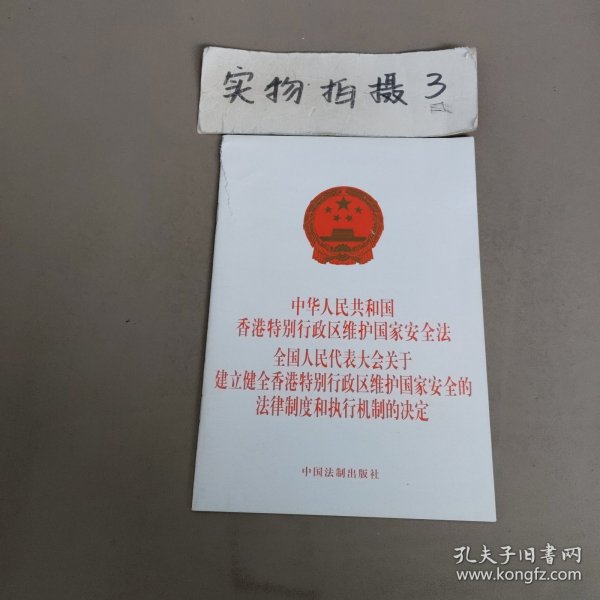 实物拍摄3
中华人民共和国
香港特别行政区维护国家安全法
全国人民代表大会关于
建立健全香港特别行政区维护国家安全的
法律制度和执行机制的决定
中国法制出版社
孔夫子旧书网
www.kongfz.com